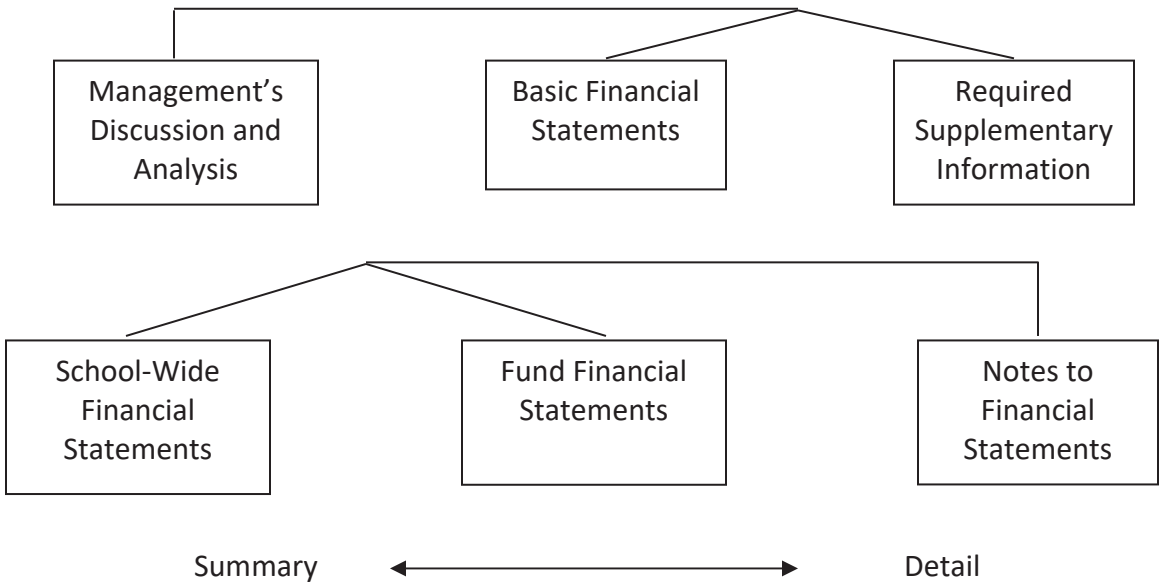 Management’s
Discussion and
Analysis
Basic Financial
Statements
Required
Supplementary
Information
School-Wide
Financial
Statements
Fund Financial
Statements
Notes to
Financial
Statements
Summary
Detail